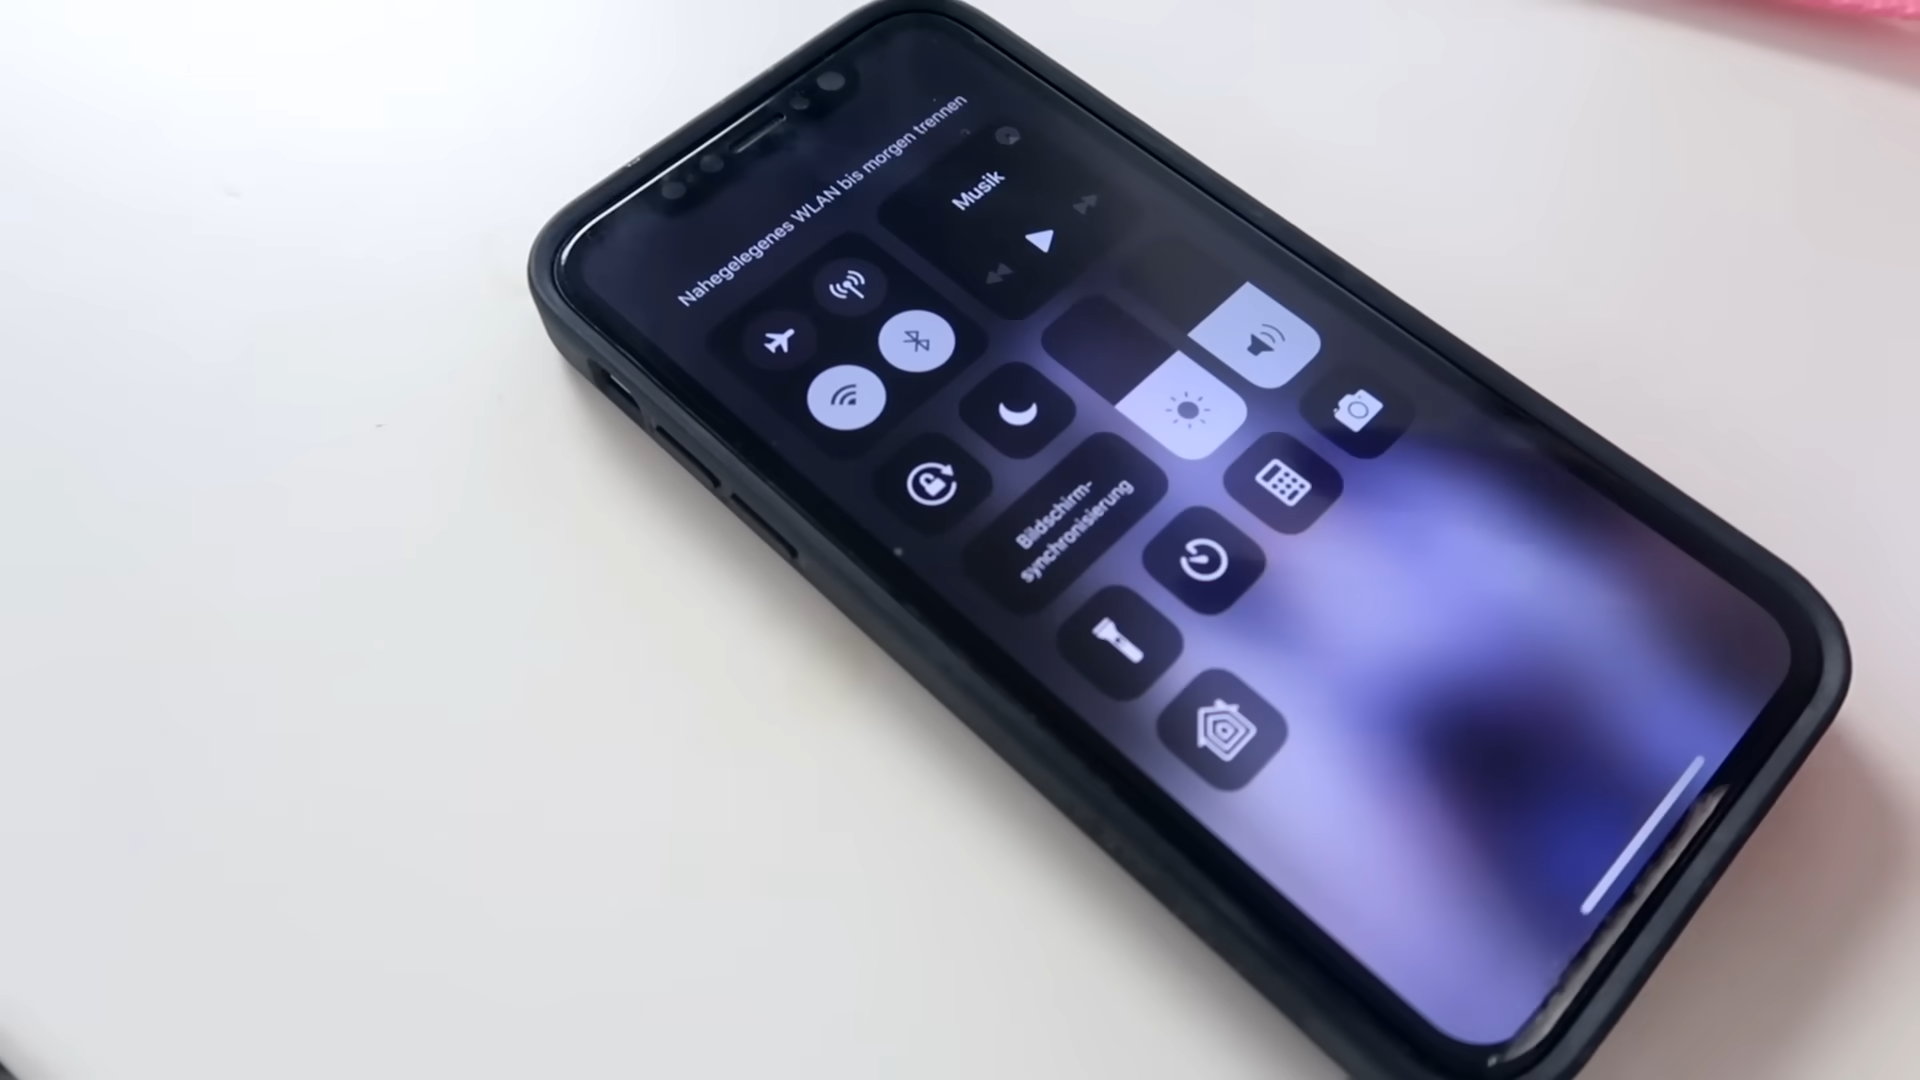 Nahegelegenes WLAN bis morgen trennen
Musik
Bildschirm-
synchronisierung